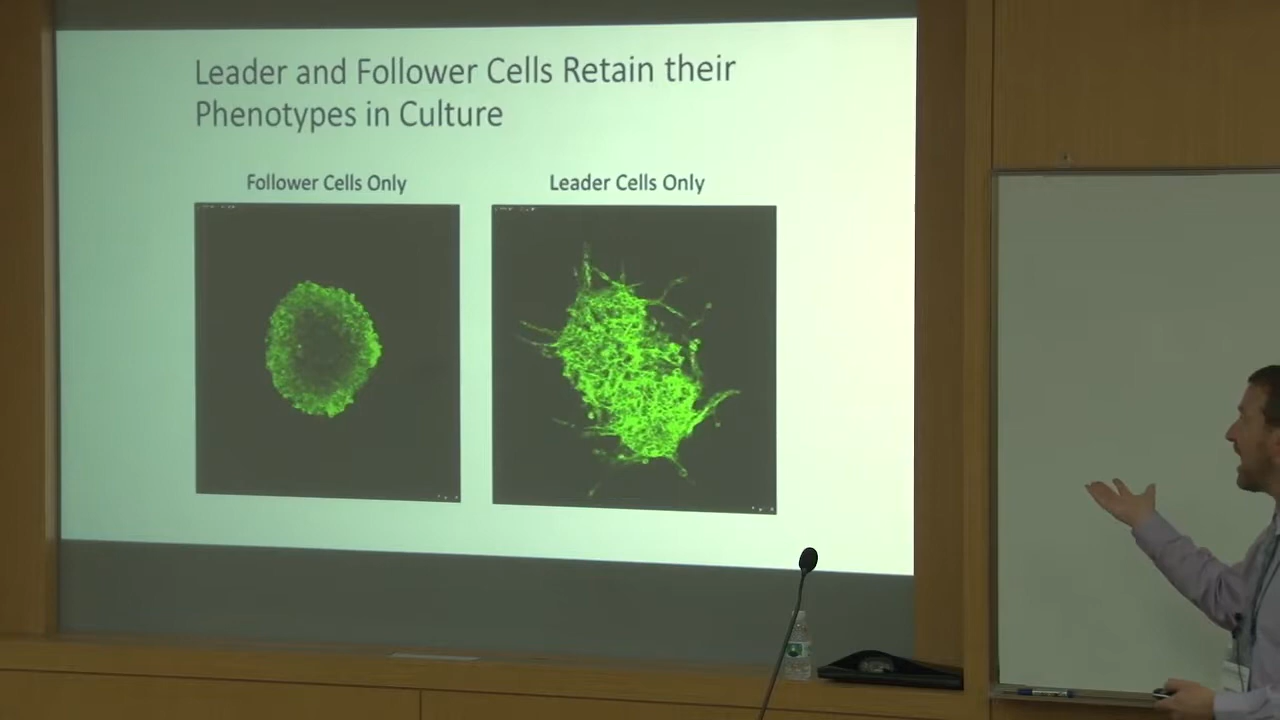 Leader and Follower Cells Retain their
Phenotypes in Culture
Follower Cells Only
Leader Cells Only